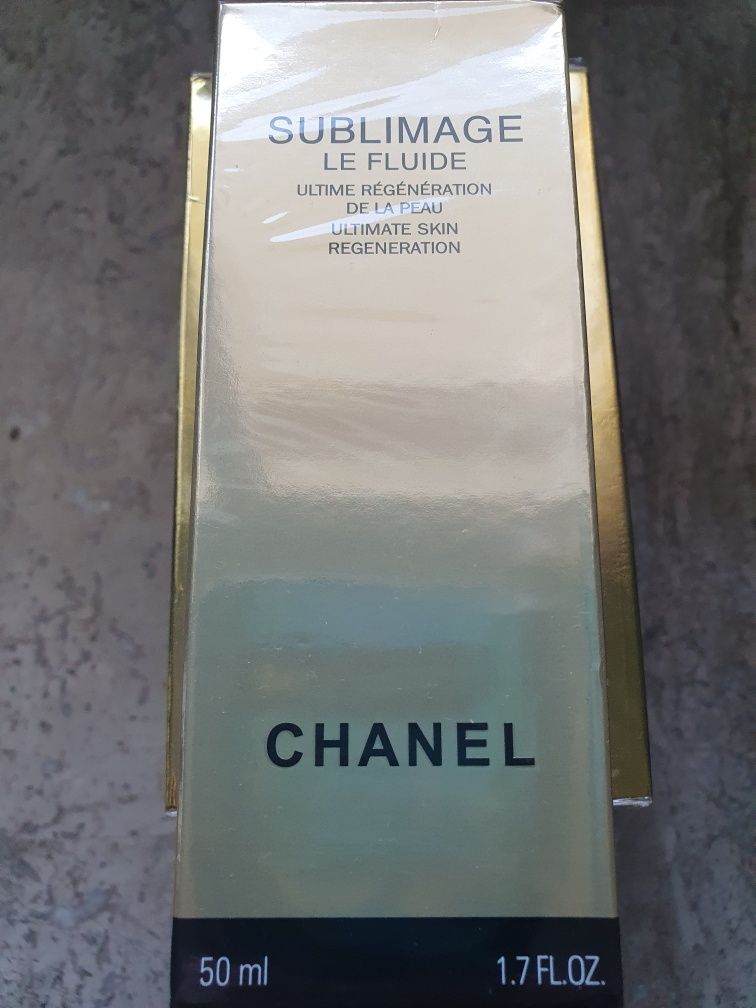 SUBLIMAGE
LE FLUIDE
ULTIME RÉGÉNÉRATION
DE LA PEAU
ULTIMATE SKIN
REGENERATION
CHANEL
50 ml 1.7 FL.OZ.